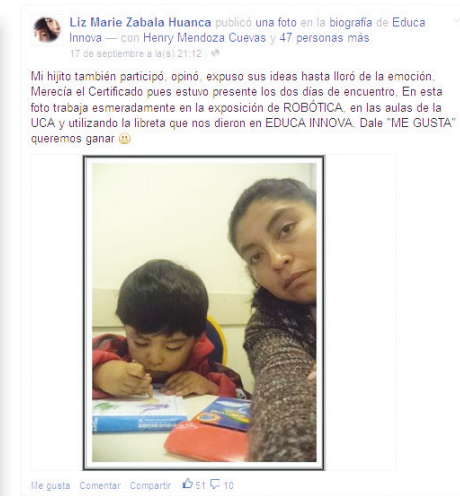 Liz Marie Zabala Huanca publicó una foto en la biografía de Educa
Innova — con Henry Mendoza Cuevas y 47 personas más.
17 de septiembre a la(s) 21:12
Mi hijito también participó, opinó, expuso sus ideas hasta lloró de la emoción.
Merecía el Certificado pues estuvo presente los dos días de encuentro. En esta
foto trabaja esmeradamente en la exposición de ROBÓTICA, en las aulas de la
UCA y utilizando la libreta que nos dieron en EDUCA INNOVA. Dale "ME GUSTA"
queremos ganar
Me gusta Comentar Compartir 51 10